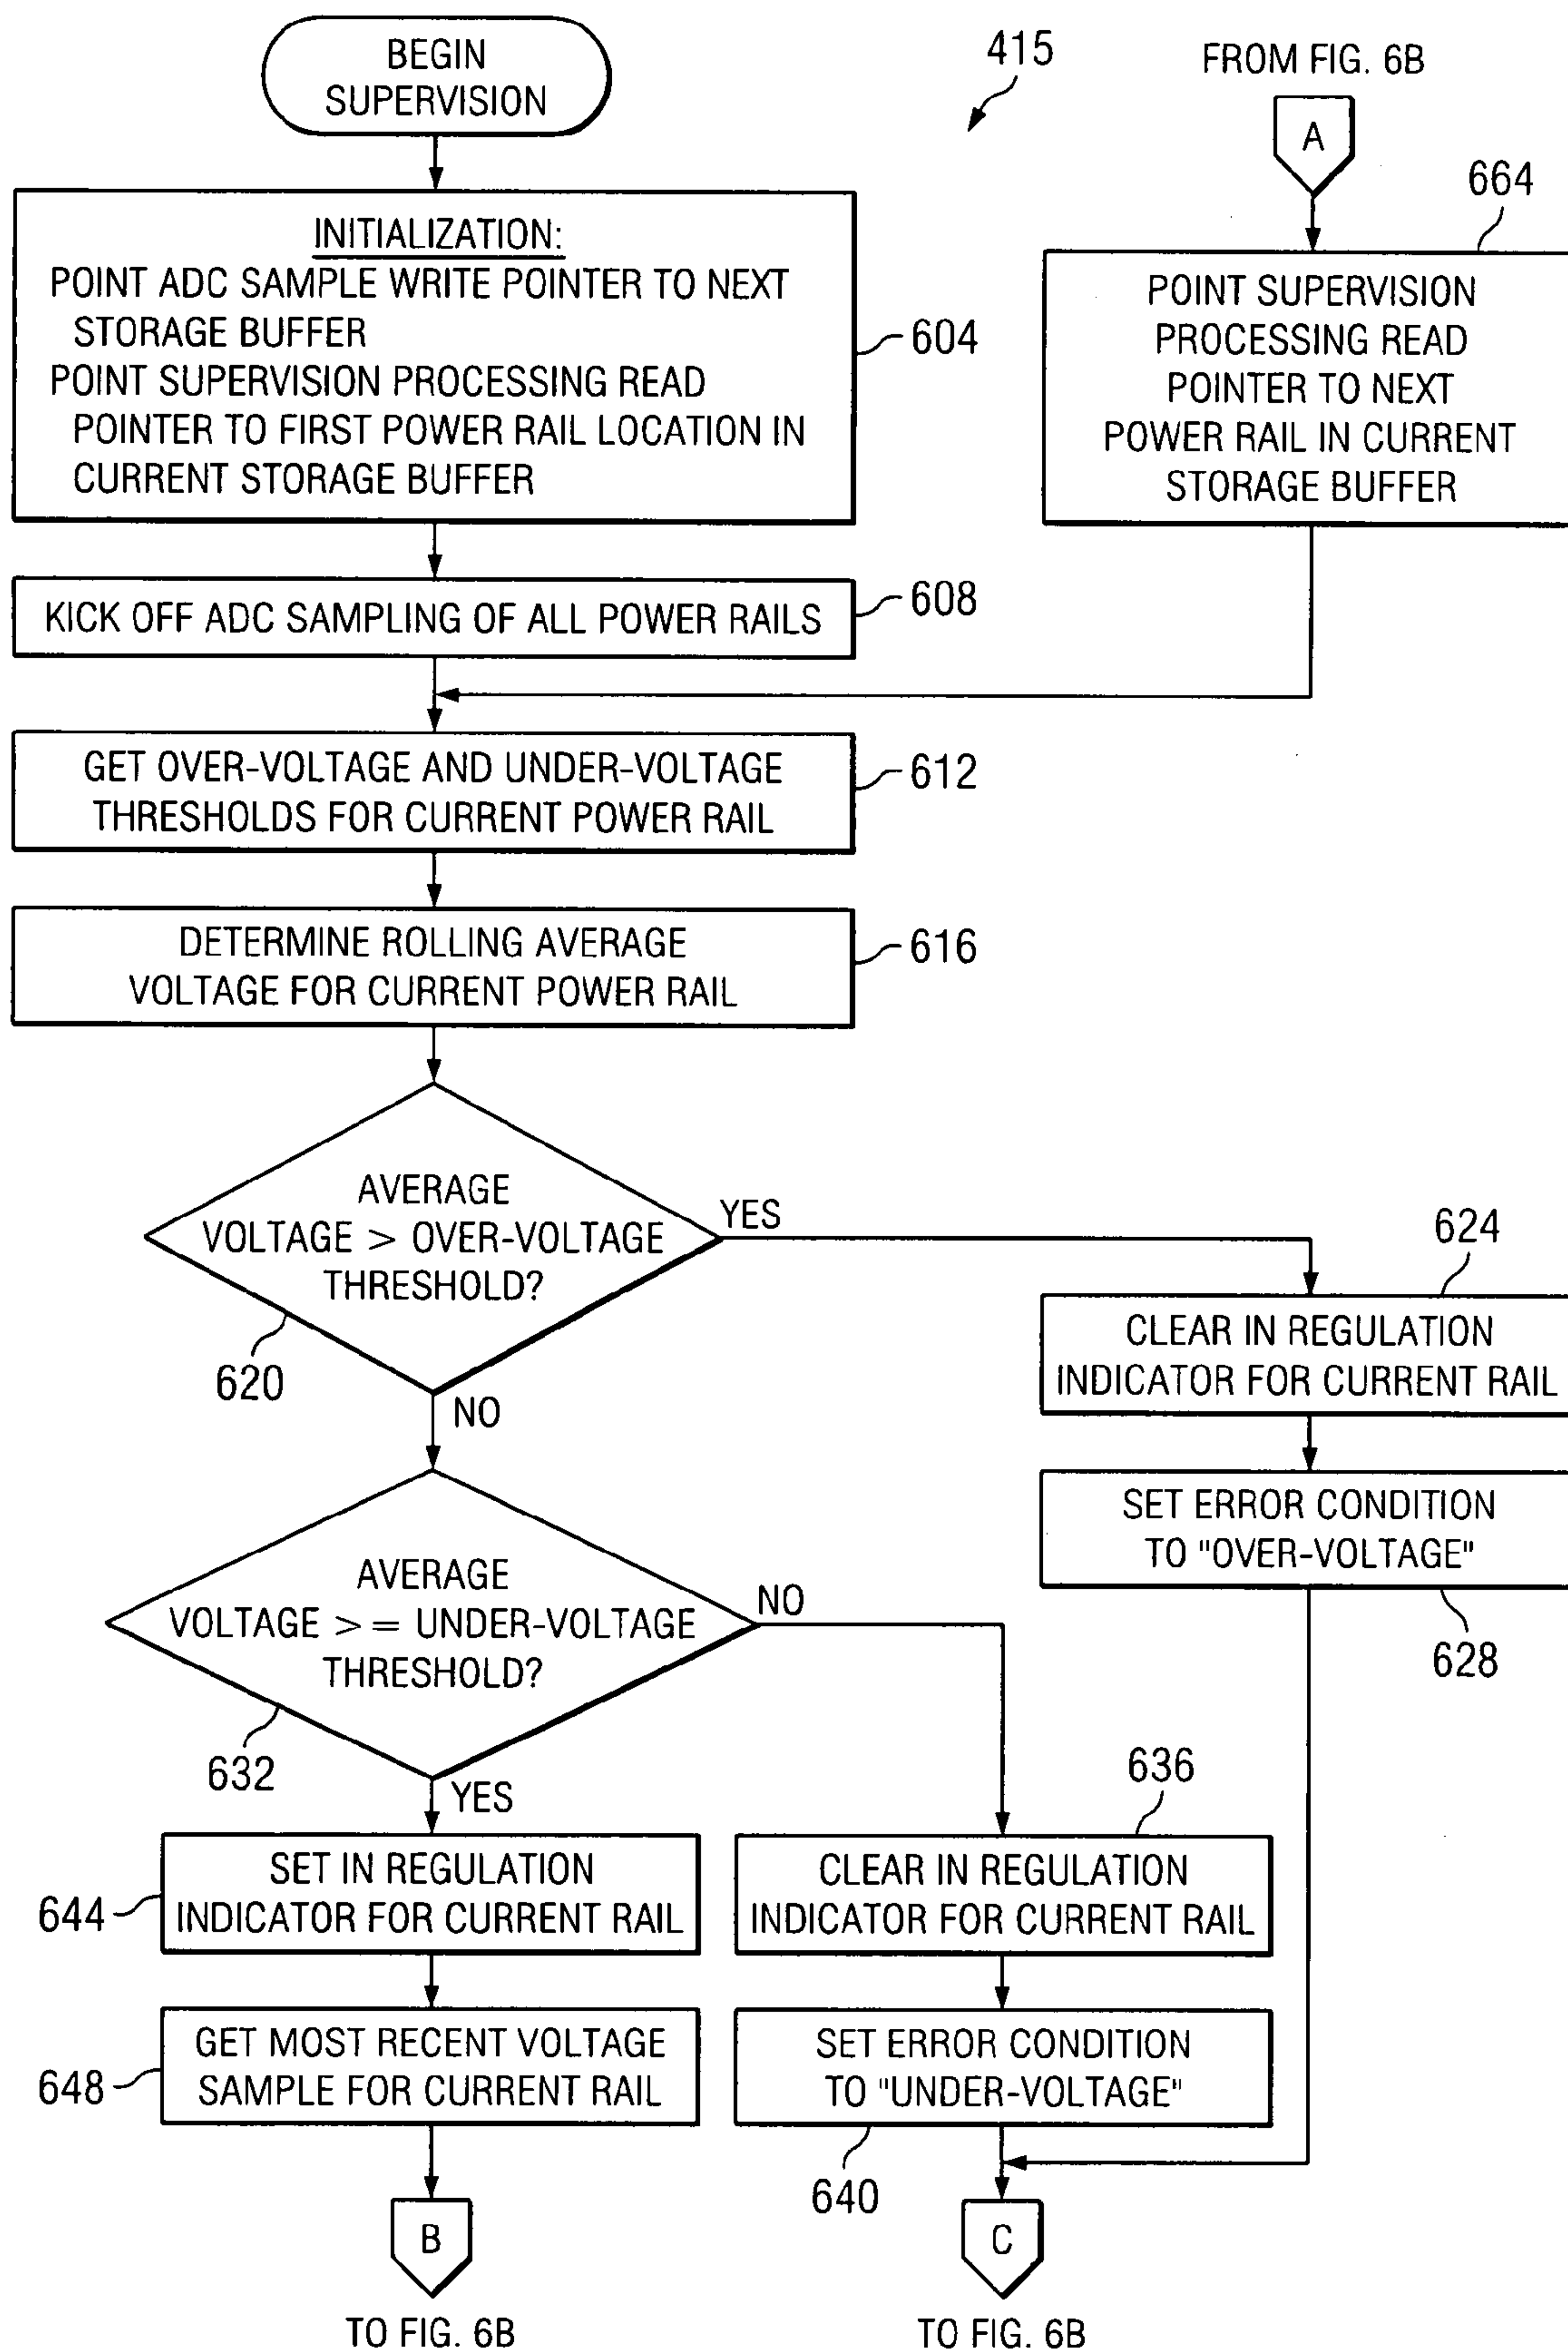 BEGIN
SUPERVISION
415
FROM FIG. 6B
A
664
INITIALIZATION:
POINT ADC SAMPLE WRITE POINTER TO NEXT
STORAGE BUFFER
POINT SUPERVISION PROCESSING READ
POINTER TO FIRST POWER RAIL LOCATION IN
CURRENT STORAGE BUFFER
604
POINT SUPERVISION
PROCESSING READ
POINTER TO NEXT
POWER RAIL IN CURRENT
STORAGE BUFFER
KICK OFF ADC SAMPLING OF ALL POWER RAILS
608
GET OVER-VOLTAGE AND UNDER-VOLTAGE
THRESHOLDS FOR CURRENT POWER RAIL
612
DETERMINE ROLLING AVERAGE
VOLTAGE FOR CURRENT POWER RAIL
616
AVERAGE
VOLTAGE > OVER-VOLTAGE
THRESHOLD?
620
YES
NO
624
CLEAR IN REGULATION
INDICATOR FOR CURRENT RAIL
SET ERROR CONDITION
TO "OVER-VOLTAGE"
628
AVERAGE
VOLTAGE >= UNDER-VOLTAGE
THRESHOLD?
632
NO
YES
636
SET IN REGULATION
INDICATOR FOR CURRENT RAIL
644
CLEAR IN REGULATION
INDICATOR FOR CURRENT RAIL
GET MOST RECENT VOLTAGE
SAMPLE FOR CURRENT RAIL
648
SET ERROR CONDITION
TO "UNDER-VOLTAGE"
640
B
C
TO FIG. 6B
TO FIG. 6B